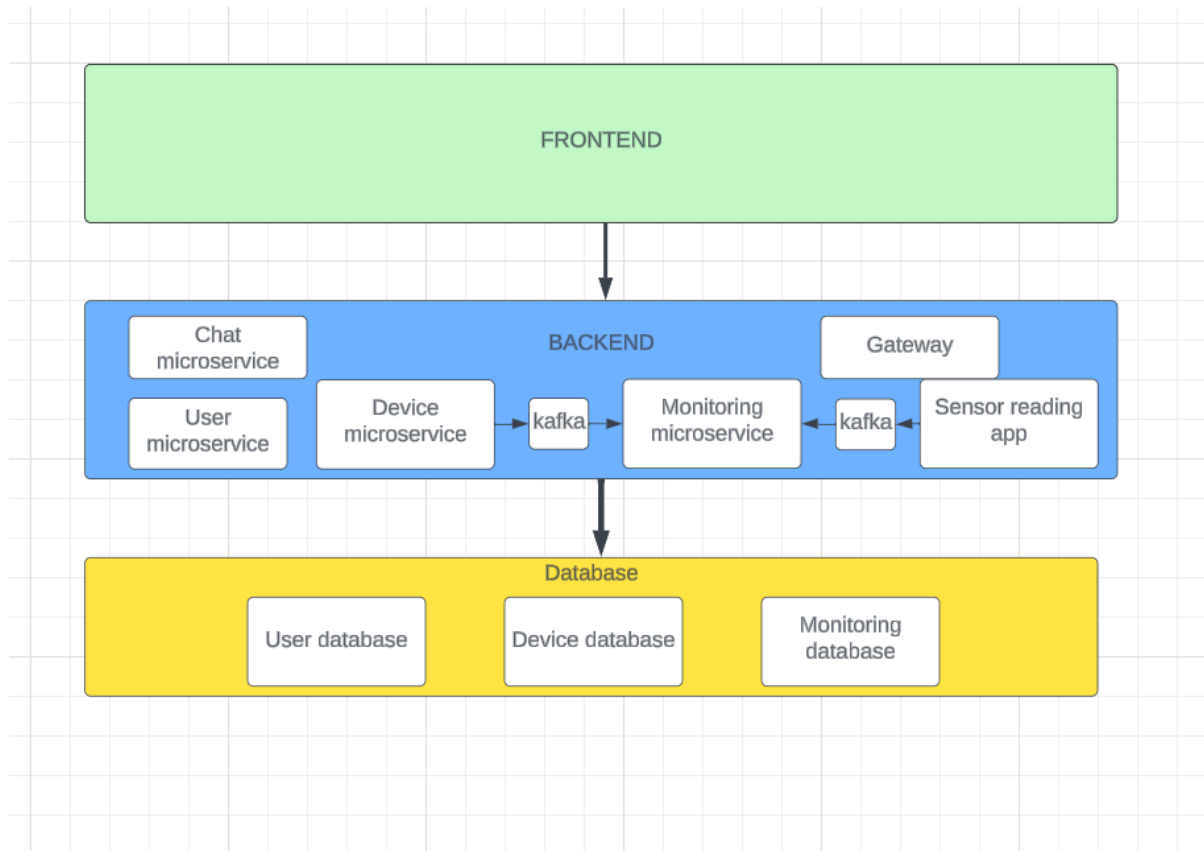 FRONTEND
BACKEND
Chat
microservice
Gateway
User
microservice
Device
microservice
kafka
Monitoring
microservice
kafka
Sensor reading
app
Database
User database
Device database
Monitoring
database